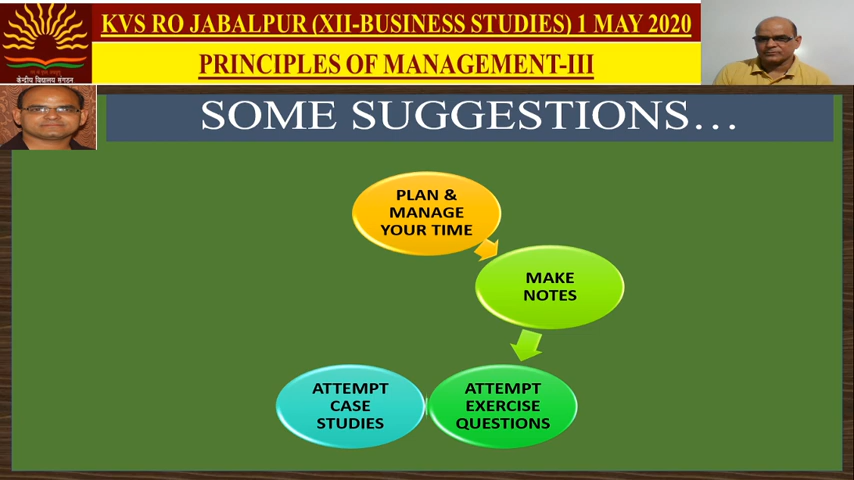 KVS RO JABALPUR (XII-BUSINESS STUDIES) 1 MAY 2020
PRINCIPLES OF MANAGEMENT-III
केन्द्रीय विद्यालय संगठन
SOME SUGGESTIONS...
PLAN &
MANAGE
YOUR TIME
MAKE
NOTES
ATTEMPT
EXERCISE
QUESTIONS
ATTEMPT
CASE
STUDIES